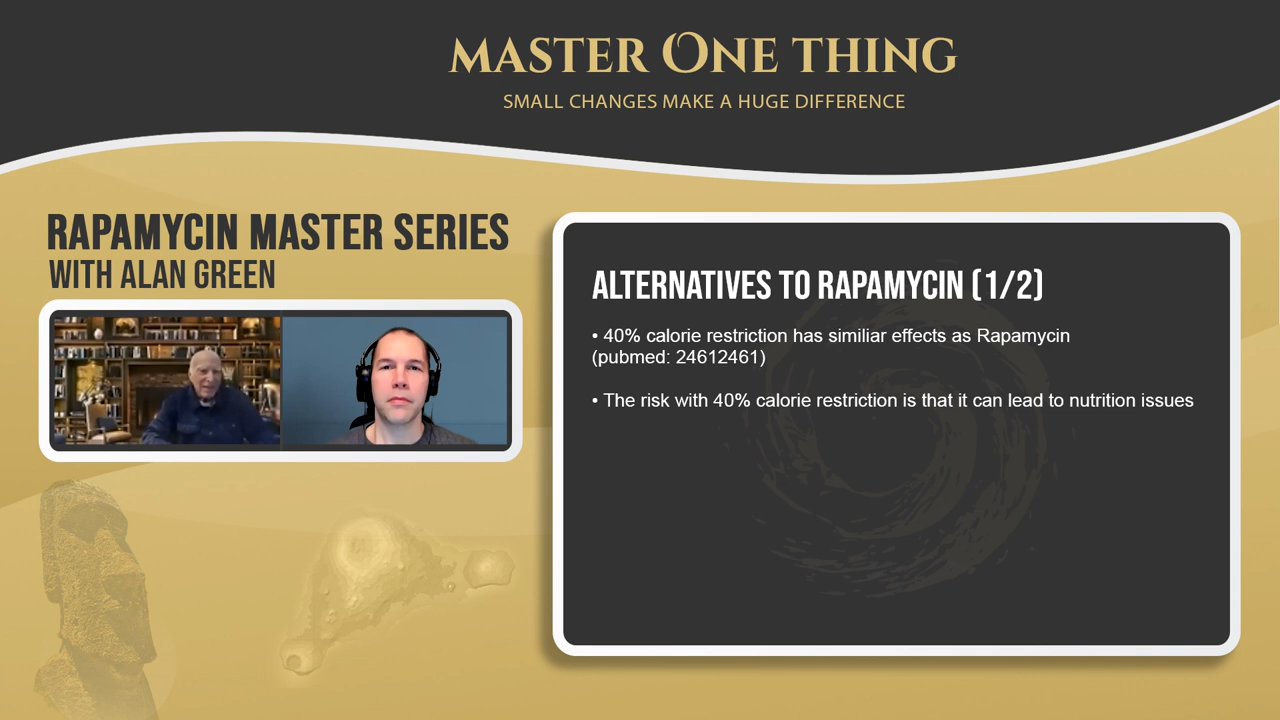 MASTER ONE THING
SMALL CHANGES MAKE A HUGE DIFFERENCE
RAPAMYCIN MASTER SERIES
WITH ALAN GREEN
ALTERNATIVES TO RAPAMYCIN (1/2)
• 40% calorie restriction has similiar effects as Rapamycin
(pubmed: 24612461)
• The risk with 40% calorie restriction is that it can lead to nutrition issues